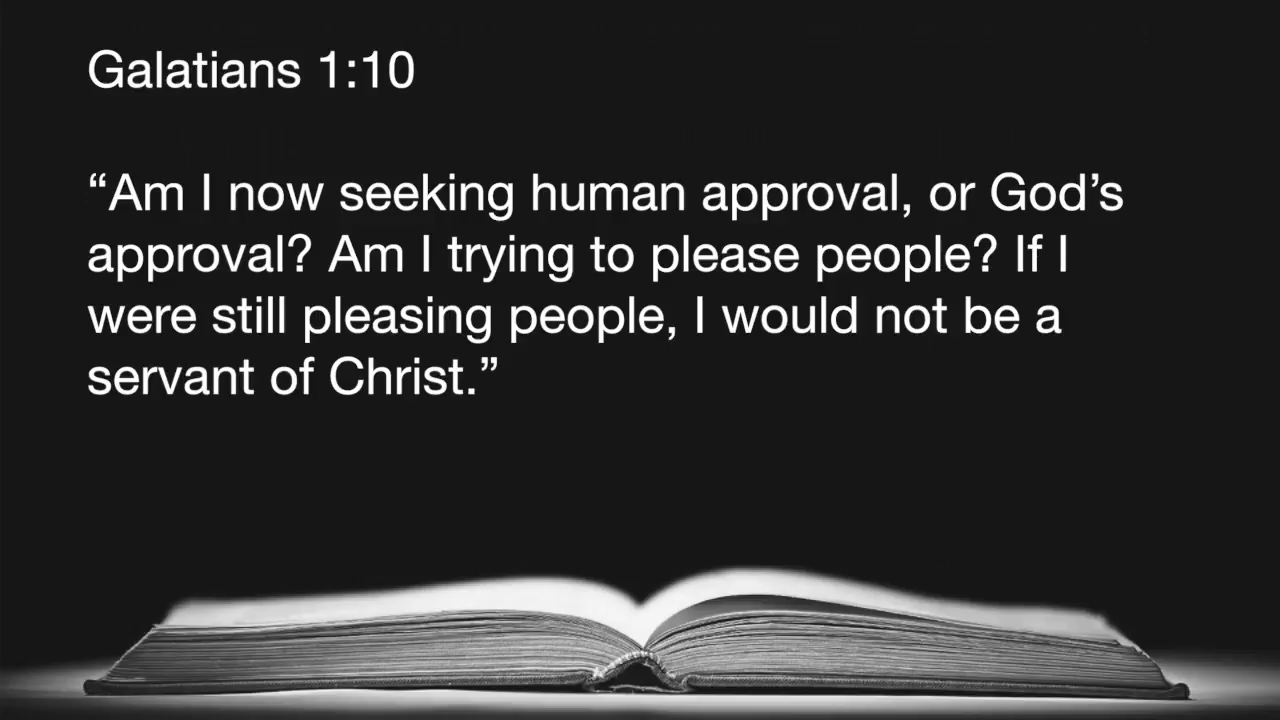 Galatians 1:10
“Am I now seeking human approval, or God’s
approval? Am I trying to please people? If I
were still pleasing people, I would not be a
servant of Christ.”